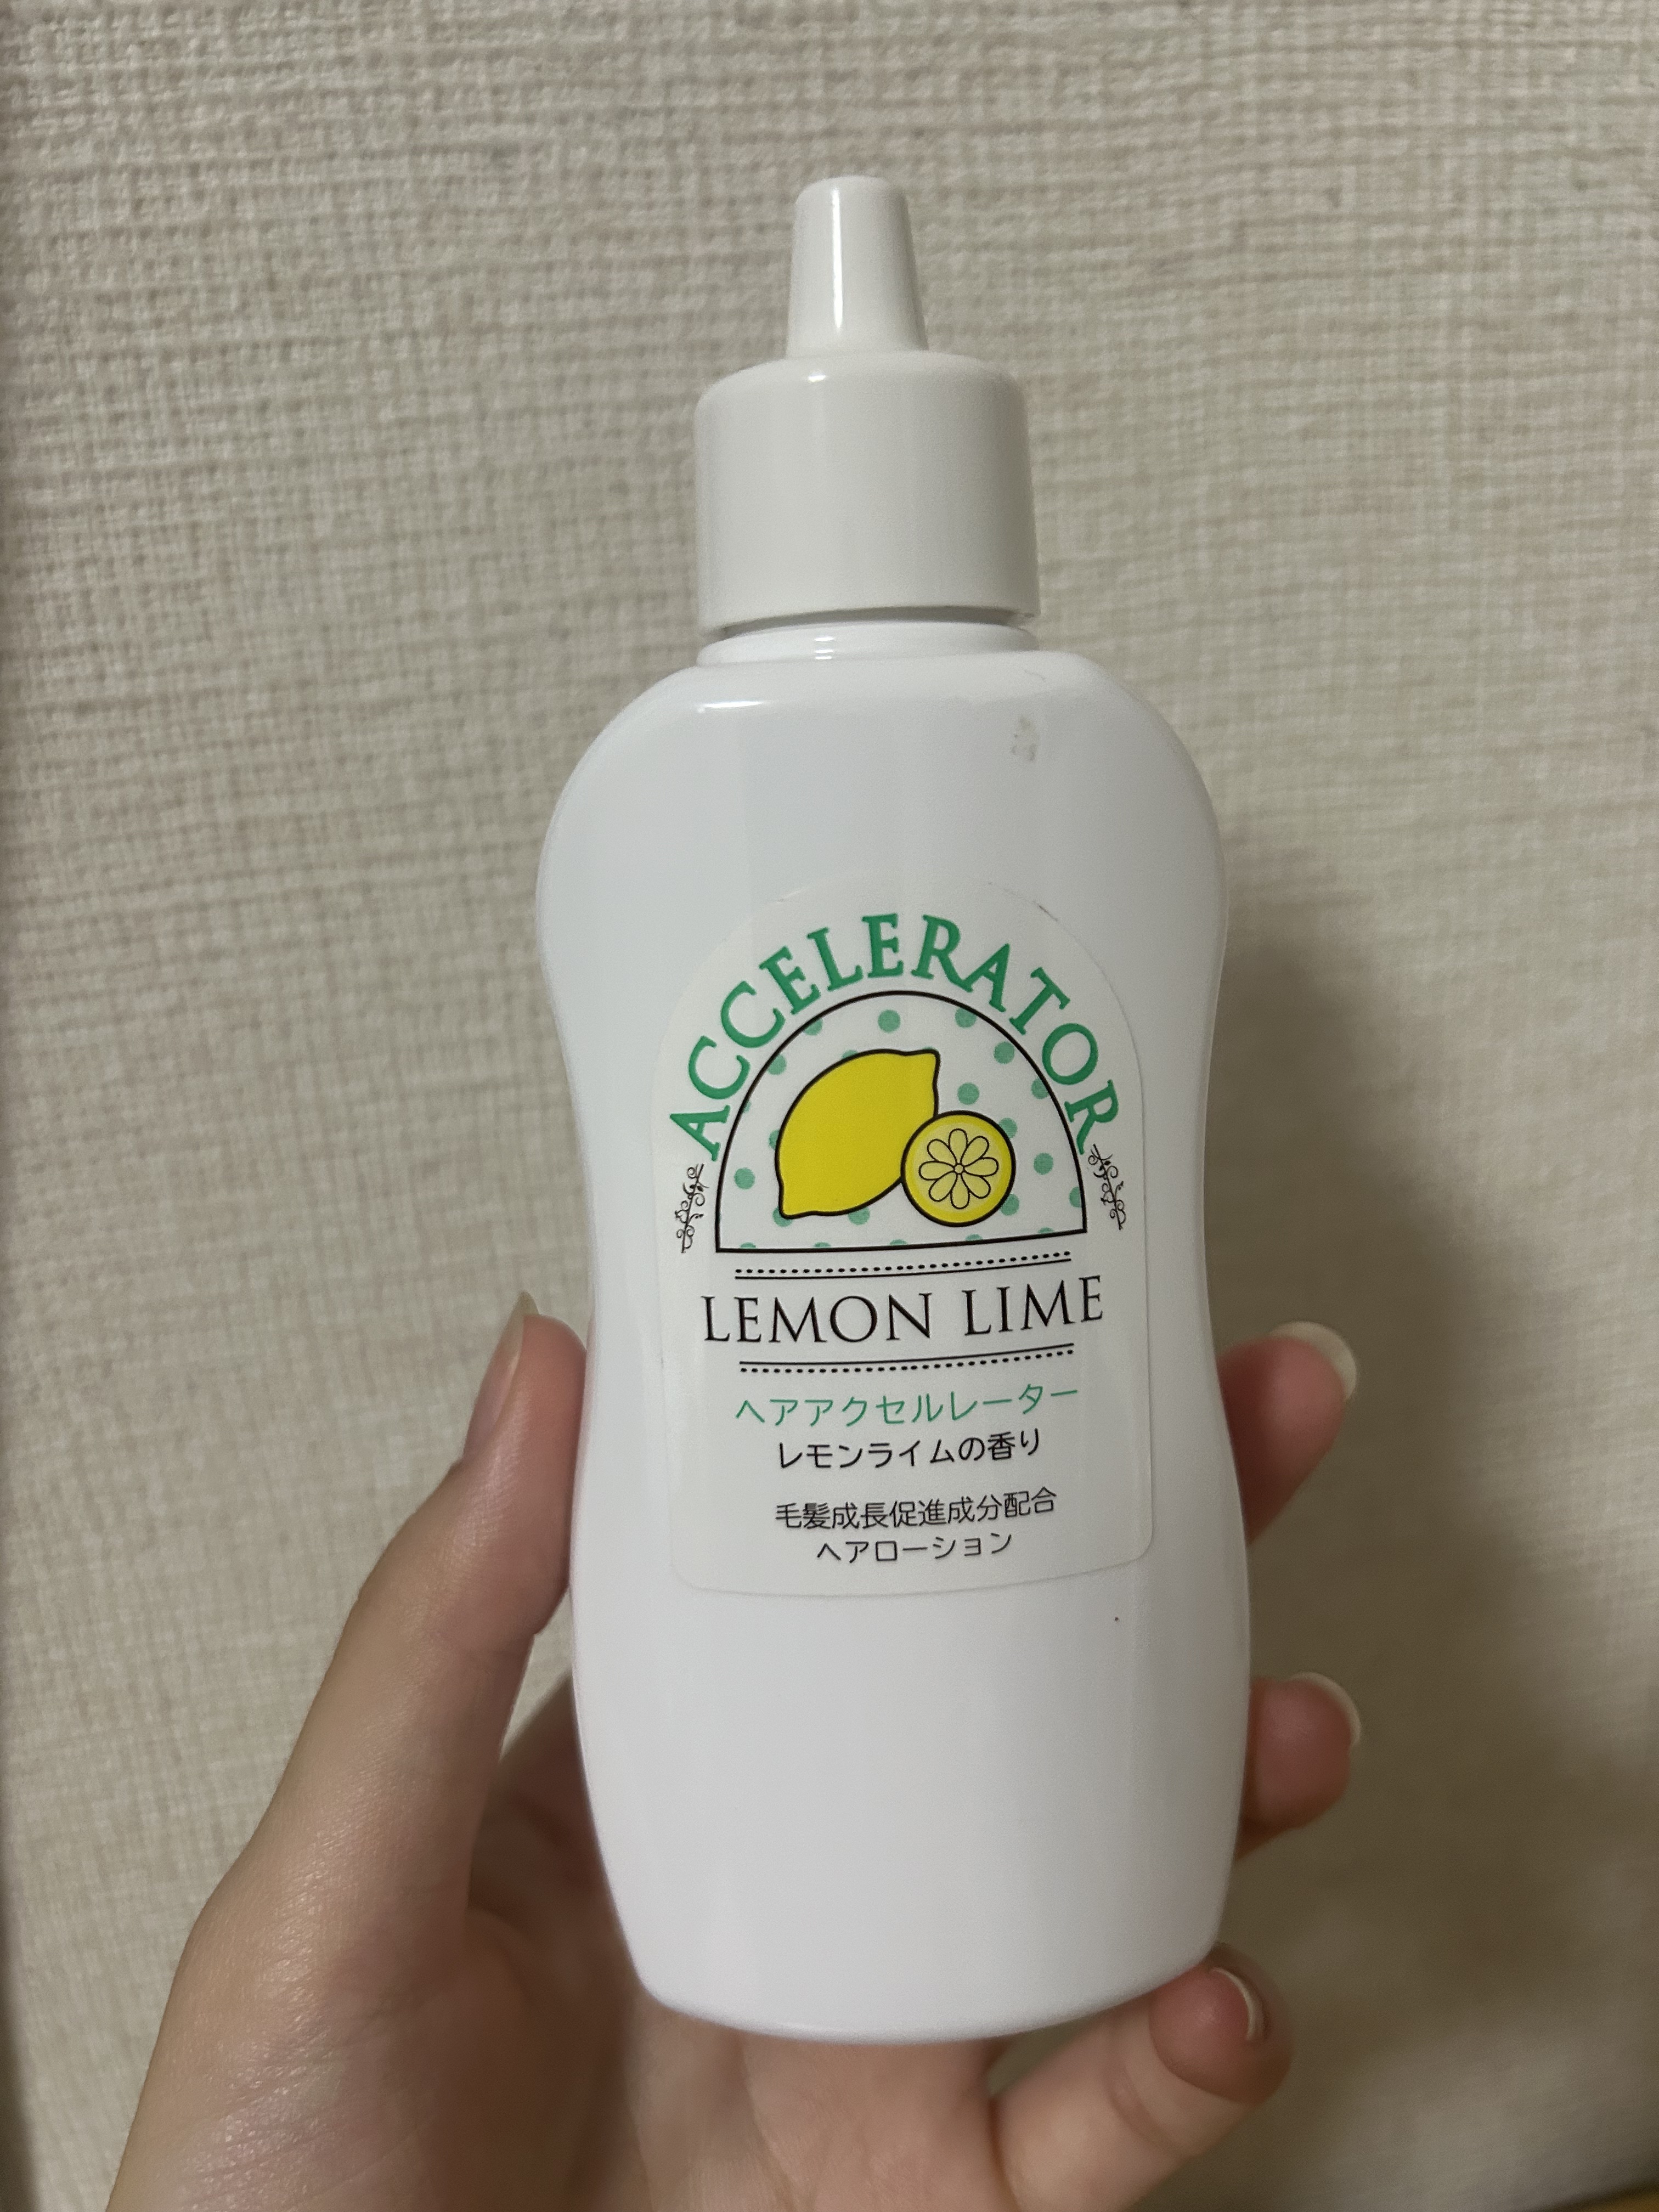 ACCELERATOR
LEMON LIME
ヘアアクセルレーター
レモンライムの香り
毛髪成長促進成分配合
ヘアローション